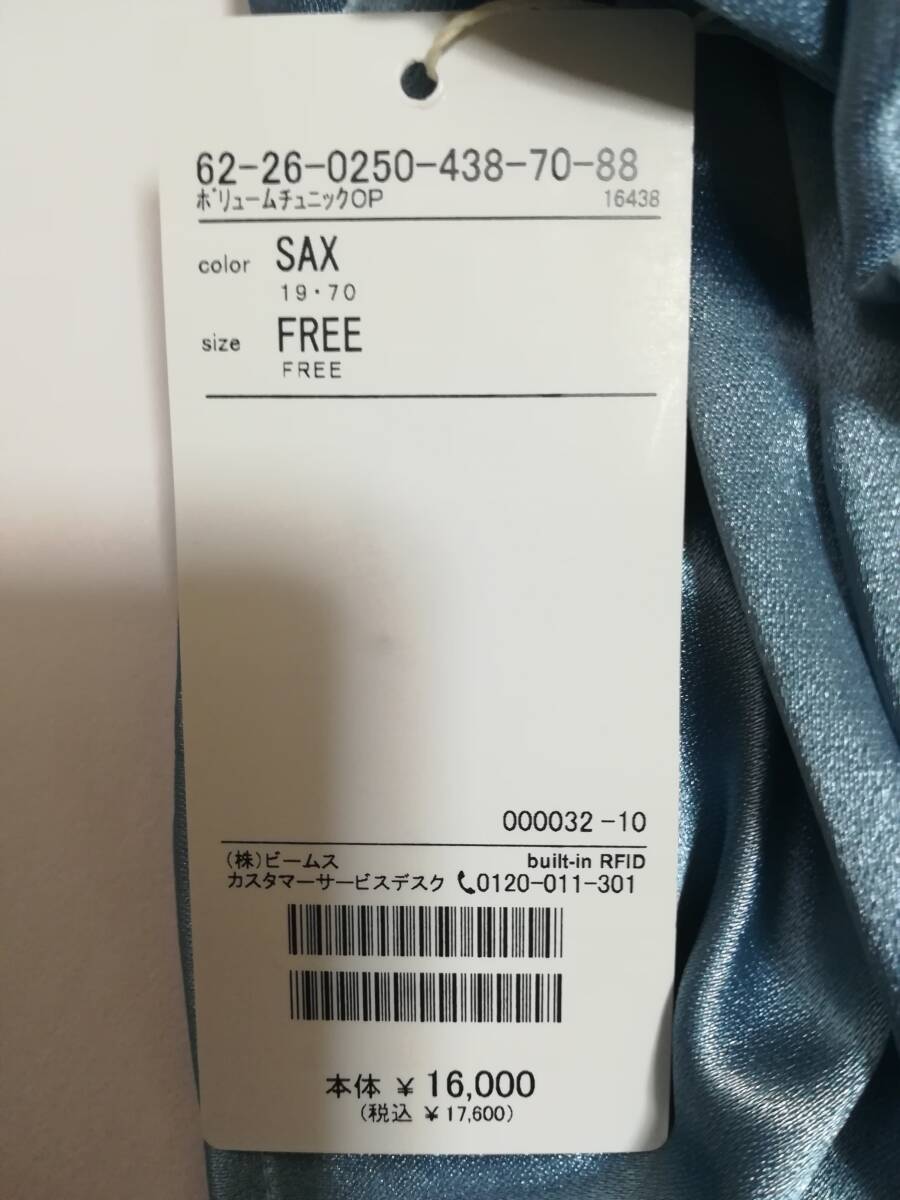 62-26-0250-438-70-88
ボリュームチュニックOP 16438
color SAX
19・70
size FREE
FREE
000032-10
(株)ビームス built-in RFID
カスタマーサービスデスク 0120-011-301
本体 ¥ 16,000
(税込 ¥17,600)